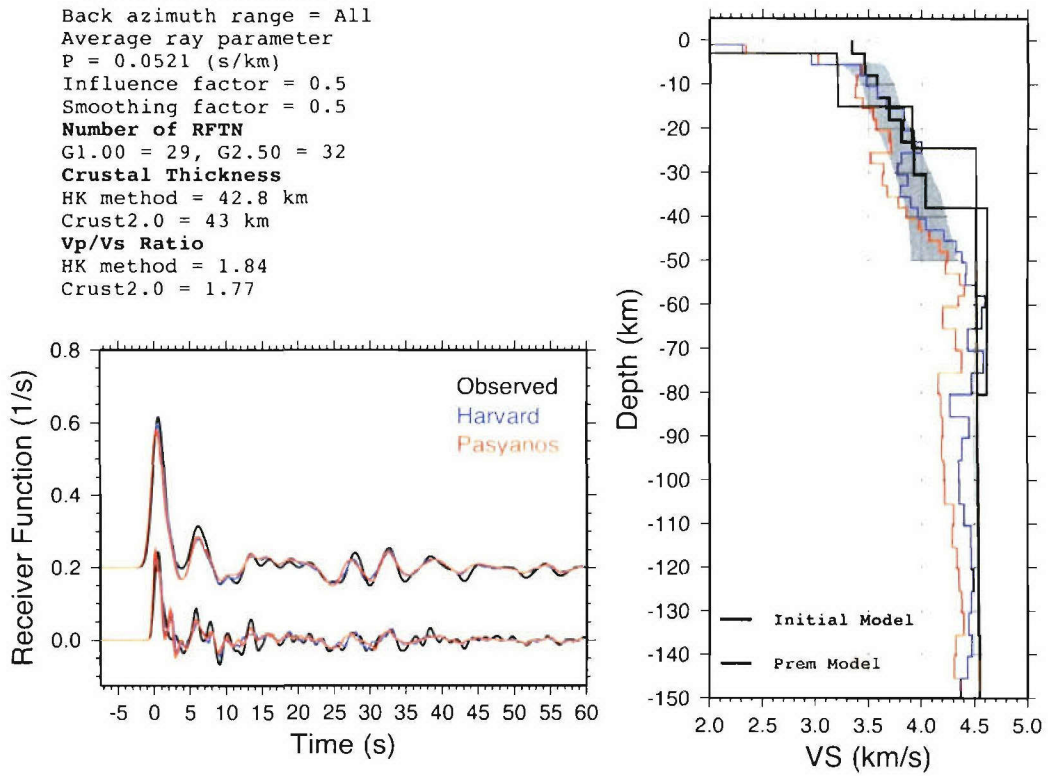 Back azimuth range = All
Average ray parameter
P = 0.0521 (s/km)
Influence factor = 0.5
Smoothing factor = 0.5
Number of RFTN
G1.00 = 29, G2.50 = 32
Crustal Thickness
HK method = 42.8 km
Crust2.0 = 43 km
Vp/Vs Ratio
HK method = 1.84
Crust2.0 = 1.77
0.8
0.6
0.4
0.2
0.0
Receiver Function (1/s)
Observed
Harvard
Pasyanos
-5 0 5 10 15 20 25 30 35 40 45 50 55 60
Time (s)
0
-10
-20
-30
-40
-50
-60
-70
-80
-90
-100
-110
-120
-130
-140
-150
Depth (km)
Initial Model
Prem Model
2.0 2.5 3.0 3.5 4.0 4.5 5.0
VS (km/s)